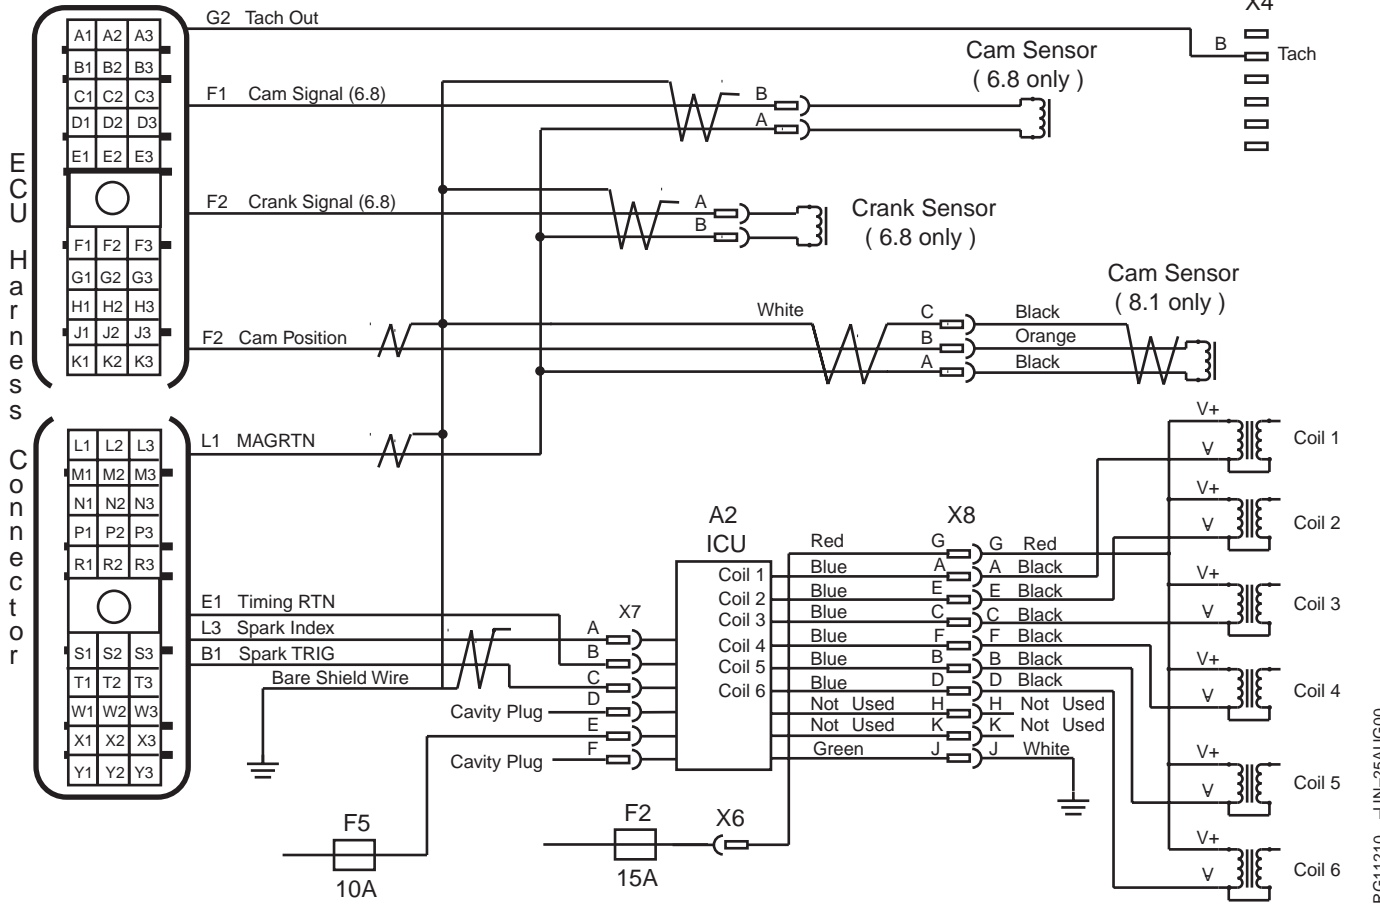 ECU Harness Connector
A1 A2 A3
B1 B2 B3
C1 C2 C3
D1 D2 D3
E1 E2 E3
F1 F2 F3
G1 G2 G3
H1 H2 H3
J1 J2 J3
K1 K2 K3
L1 L2 L3
M1 M2 M3
N1 N2 N3
P1 P2 P3
R1 R2 R3
S1 S2 S3
T1 T2 T3
W1 W2 W3
X1 X2 X3
Y1 Y2 Y3
G2 Tach Out
X4
B
Tach
Cam Sensor
( 6.8 only )
F1 Cam Signal (6.8)
B
A
F2 Crank Signal (6.8)
A
B
Crank Sensor
( 6.8 only )
Cam Sensor
( 8.1 only )
F2 Cam Position
White
C
Black
B
Orange
A
Black
L1 MAGRTN
E1 Timing RTN
L3 Spark Index
B1 Spark TRIG
Bare Shield Wire
Cavity Plug
Cavity Plug
X7
A
B
C
D
E
F
A2
ICU
Coil 1
Coil 2
Coil 3
Coil 4
Coil 5
Coil 6
X8
Red G G Red
Blue A A Black
Blue E E Black
Blue C C Black
Blue F F Black
Blue B B Black
Blue D D Black
Not Used H H Not Used
Not Used K K Not Used
Green J J White
V+
V
Coil 1
V+
V
Coil 2
V+
V
Coil 3
V+
V
Coil 4
V+
V
Coil 5
V+
V
Coil 6
F5
10A
F2
15A
X6
RG11210 –UN–25AUG00